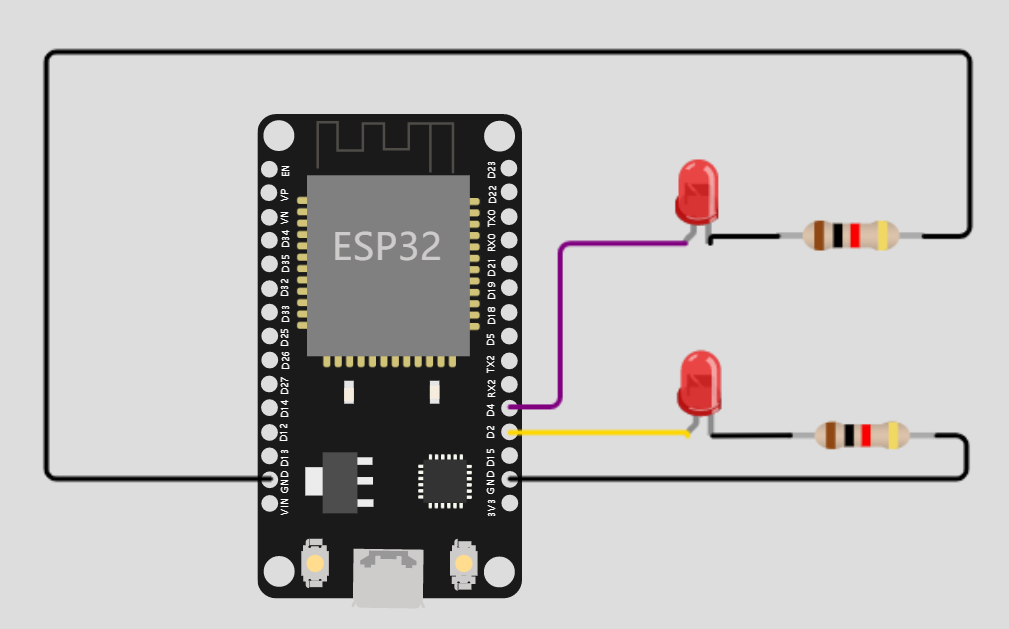 ESP32
EN
VP
VN
D34
D35
D32
D33
D25
D26
D27
D14
D12
D13
GND
VIN
D23
D22
TX0
RX0
D21
D19
D18
D5
TX2
RX2
D4
D2
D15
GND
3V3